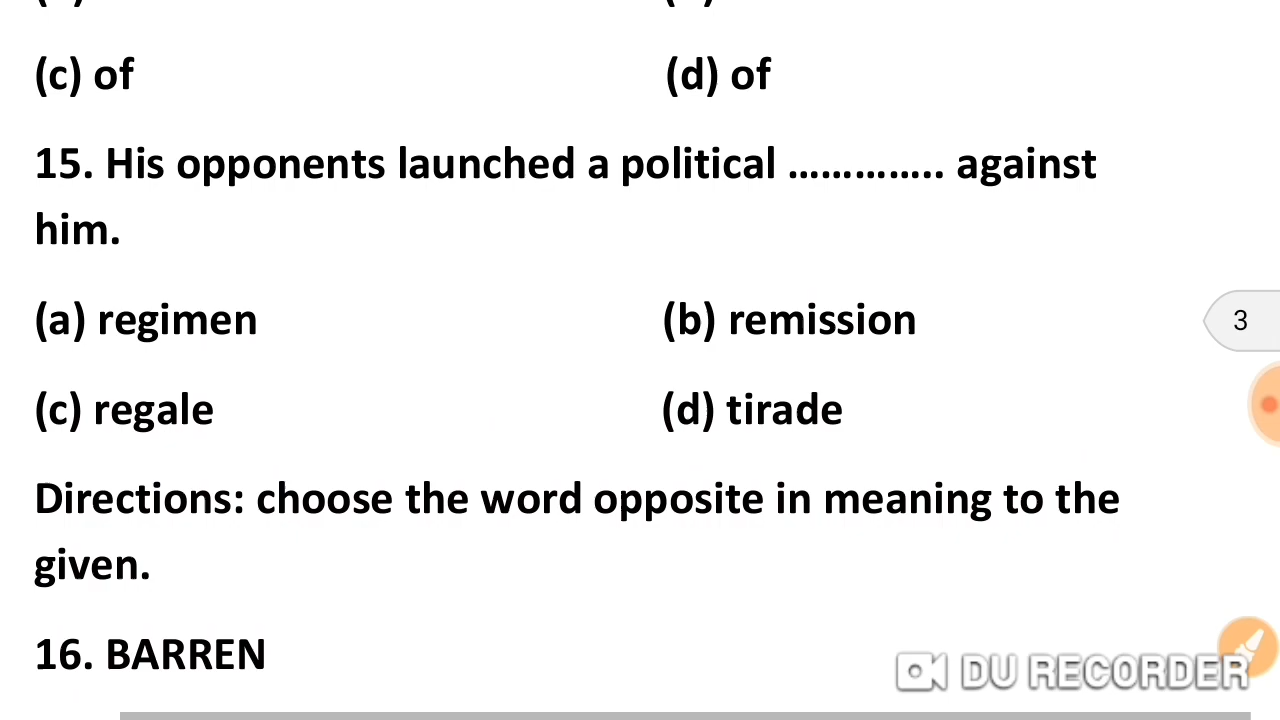 (c) of (d) of
15. His opponents launched a political ………….. against
him.
(a) regimen (b) remission
3
(c) regale (d) tirade
Directions: choose the word opposite in meaning to the
given.
16. BARREN
DU RECORDER